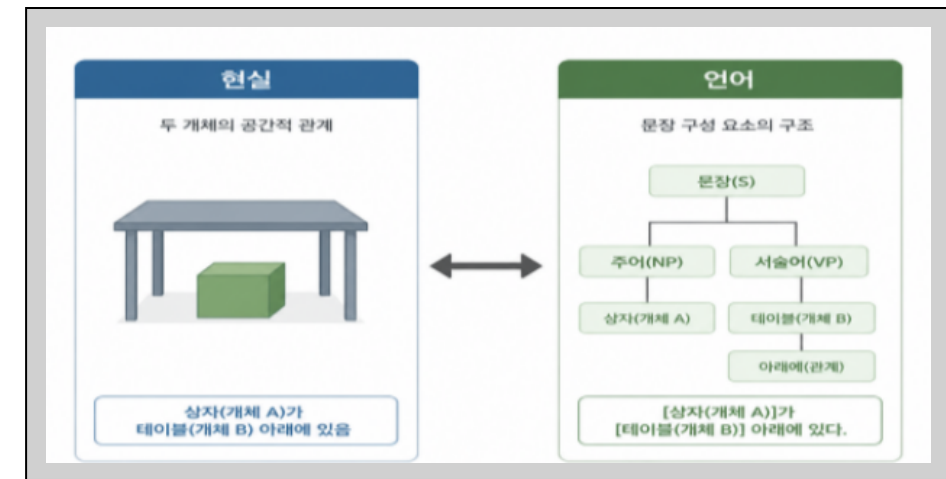 현실
두 개체의 공간적 관계
상자(개체 A)가
테이블(개체 B) 아래에 있음
언어
문장 구성 요소의 구조
문장(S)
주어(NP)
서술어(VP)
상자(개체 A)
테이블(개체 B)
아래에(관계)
[상자(개체 A)]가
[테이블(개체 B)] 아래에 있다.